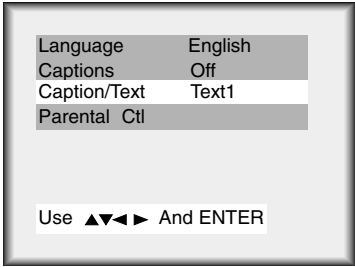 Language English
Captions Off
Caption/Text Text1
Parental Ctl
Use ▲▼◄ ► And ENTER